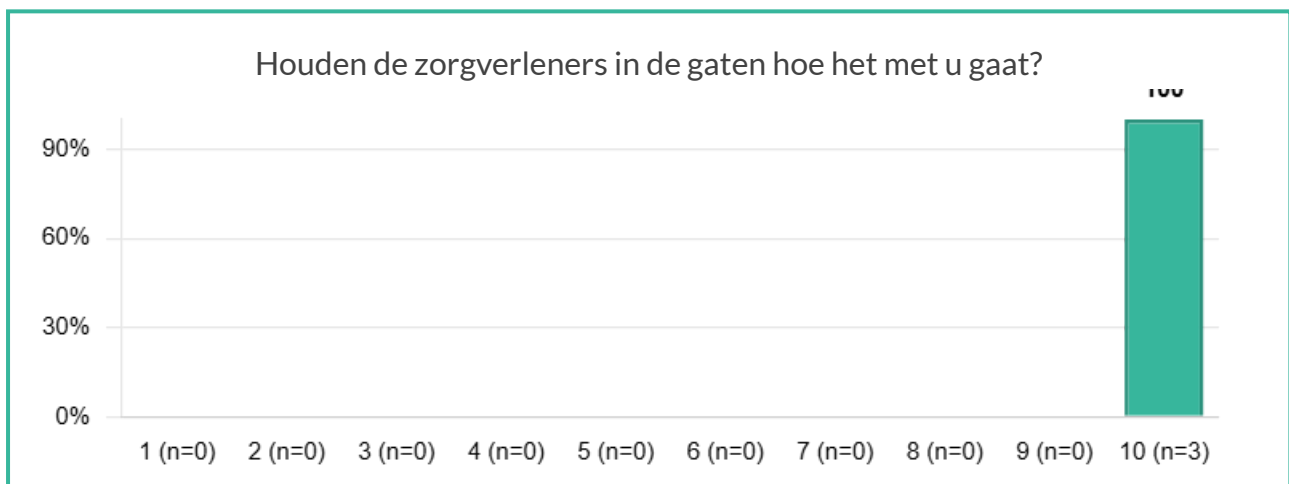 Houden de zorgverleners in de gaten hoe het met u gaat?
100
90%
60%
30%
0%
1 (n=0) 2 (n=0) 3 (n=0) 4 (n=0) 5 (n=0) 6 (n=0) 7 (n=0) 8 (n=0) 9 (n=0) 10 (n=3)